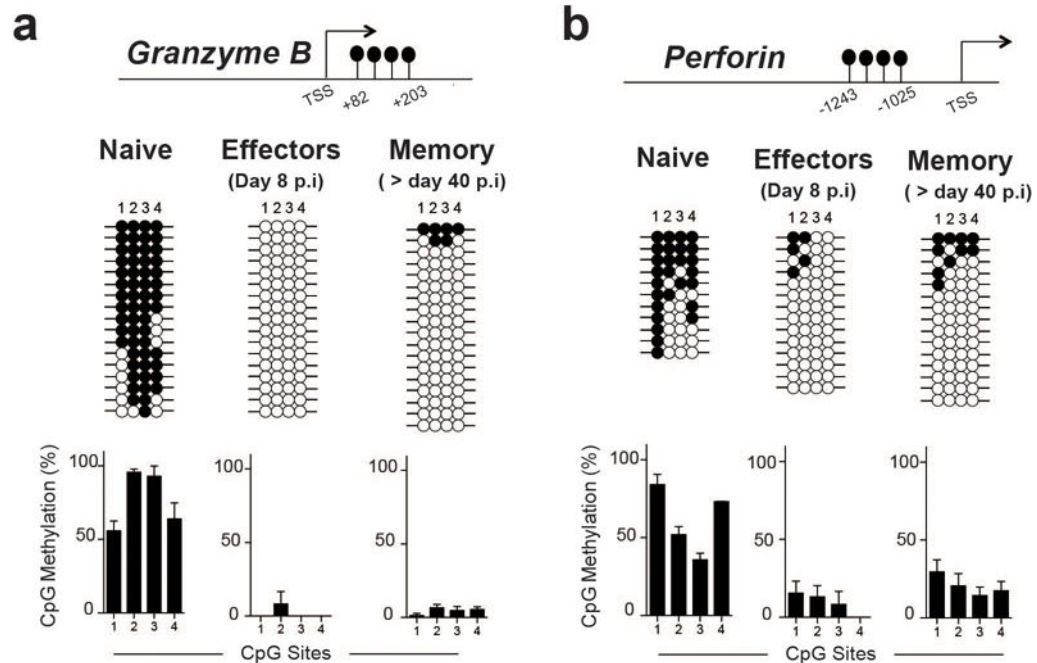 a
Granzyme B
TSS
+82
+203
Naive
Effectors
(Day 8 p.i)
Memory
( > day 40 p.i)
1 2 3 4
1 2 3 4
1 2 3 4
CpG Methylation (%)
100
50
0
1 2 3 4
100
50
0
1 2 3 4
100
50
0
1 2 3 4
CpG Sites
b
Perforin
-1243
-1025
TSS
Naive
Effectors
(Day 8 p.i)
Memory
( > day 40 p.i)
1 2 3 4
1 2 3 4
1 2 3 4
CpG Methylation (%)
100
50
0
1 2 3 4
100
50
0
1 2 3 4
100
50
0
1 2 3 4
CpG Sites